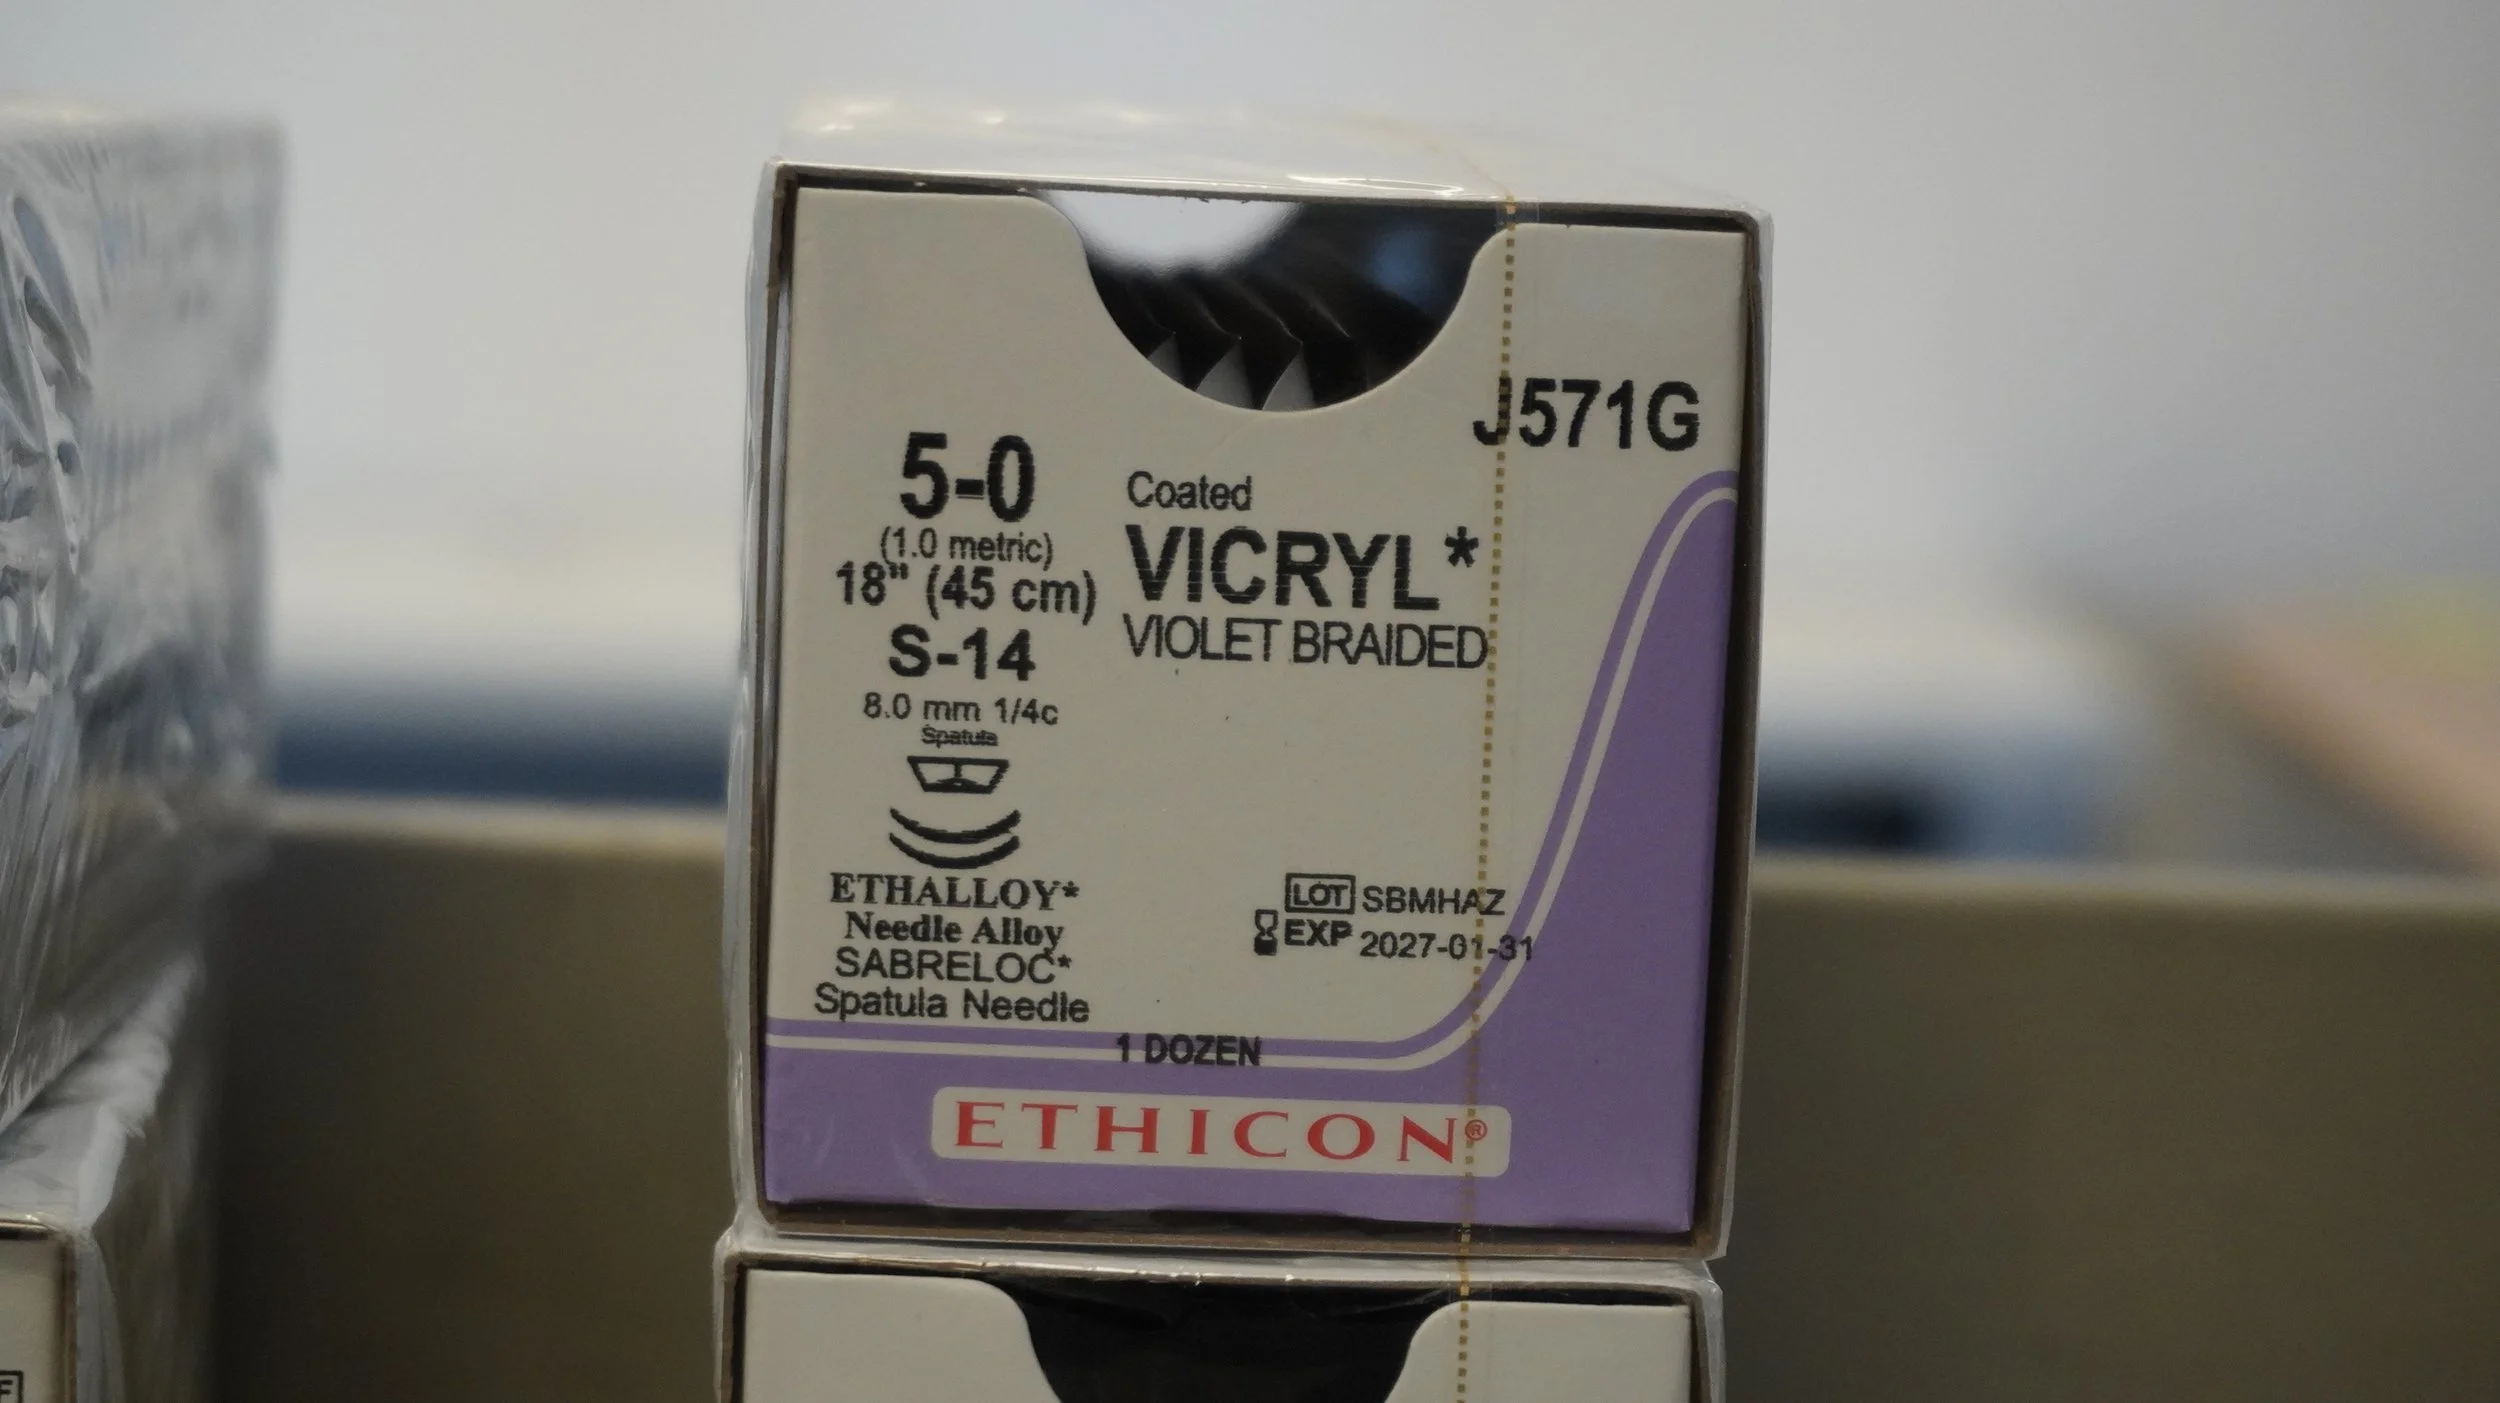 J571G
5-0
(1.0 metric)
18" (45 cm)
S-14
8.0 mm 1/4c
Spatula
ETHALLOY*
Needle Alloy
SABRELOC*
Spatula Needle
Coated
VICRYL*
VIOLET BRAIDED
LOT SBMHAZ
EXP 2027-01-31
1 DOZEN
ETHICON®